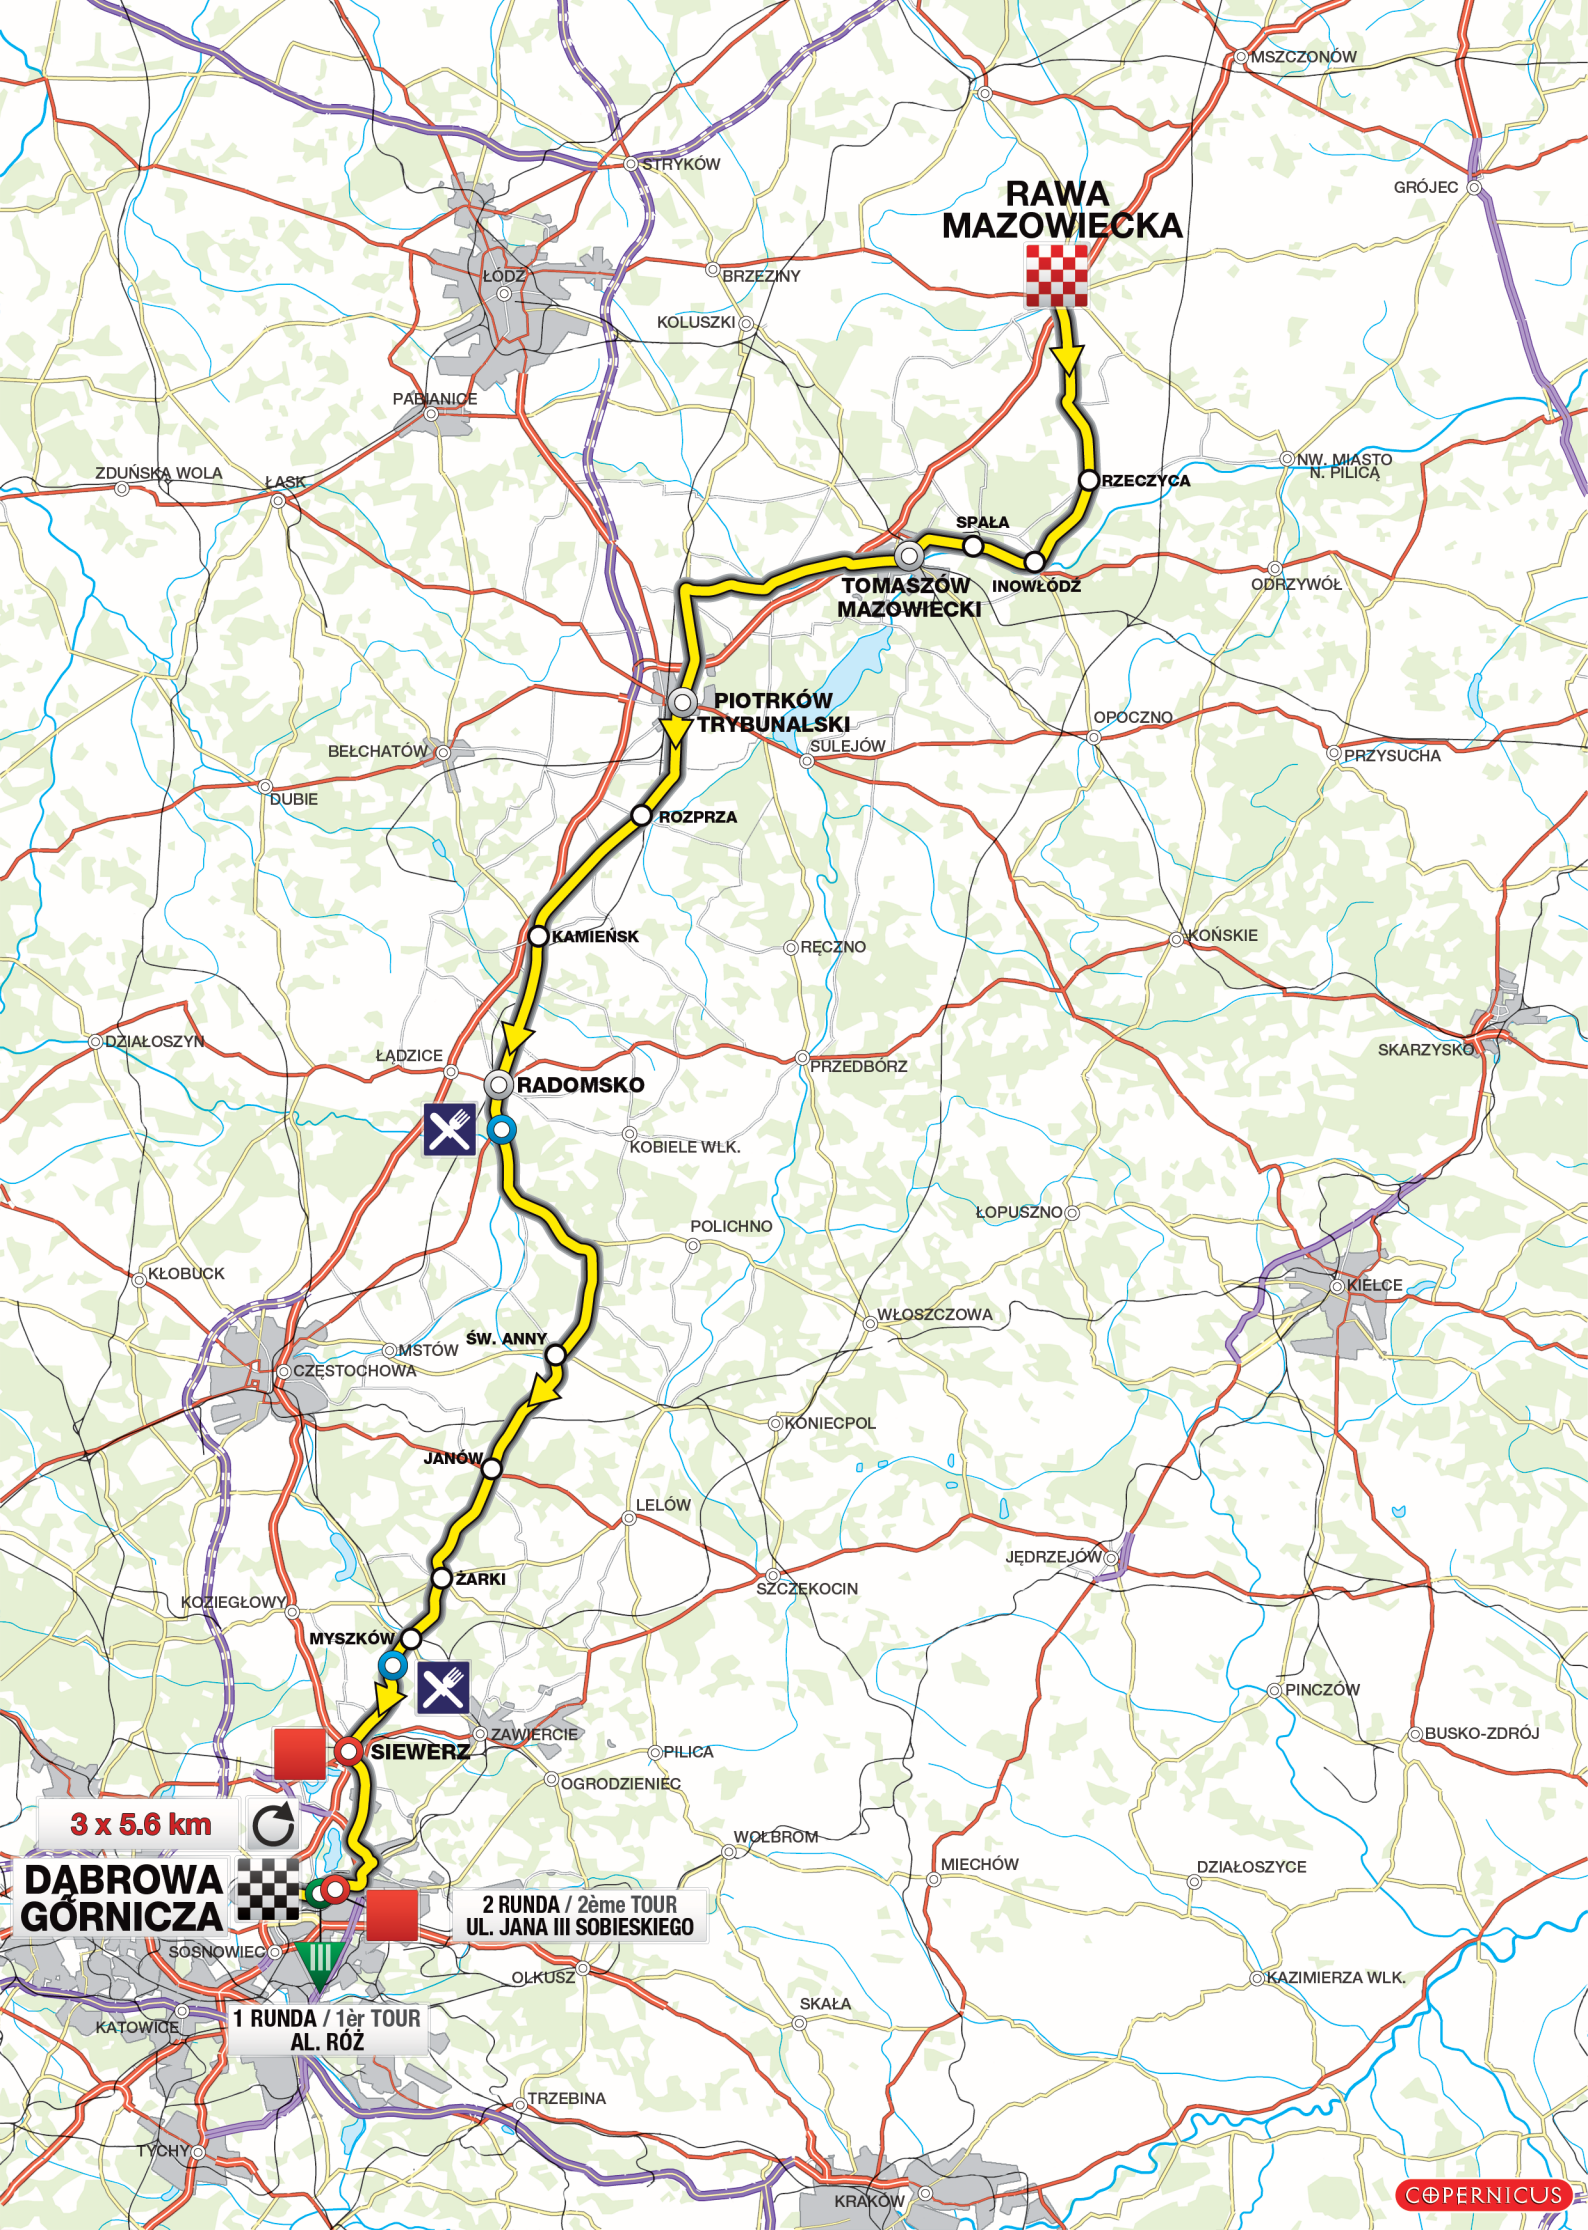 MSZCZONÓW
STRYKÓW
RAWA
MAZOWIECKA
GRÓJEC
ŁÓDŹ
BRZEZINY
KOLUSZKI
PABIANICE
ZDUŃSKA WOLA
ŁASK
NW. MIASTO
N. PILICĄ
RZECZYCA
SPAŁA
TOMASZÓW
MAZOWIECKI
INOWŁÓDŹ
ODRZYWÓŁ
PIOTRKÓW
TRYBUNALSKI
OPOCZNO
BEŁCHATÓW
SULEJÓW
PRZYSUCHA
DUBIE
ROZPRZA
KAMIEŃSK
RĘCZNO
KOŃSKIE
DZIAŁOSZYN
ŁĄDZICE
SKARZYSKO
PRZEDBÓRZ
RADOMSKO
KOBIELE WLK.
POLICHNO
ŁOPUSZNO
KŁOBUCK
KIELCE
WŁOSZCZOWA
ŚW. ANNY
MSTÓW
CZĘSTOCHOWA
KONIECPOL
JANÓW
LELÓW
JĘDRZEJÓW
ŻARKI
SZCZEKOCIN
KOZIEGŁOWY
MYSZKÓW
PINCZÓW
ZAWIERCIE
BUSKO-ZDRÓJ
SIEWERZ
PILICA
OGRODZIENIEC
3 x 5.6 km
WOLBROM
MIECHÓW
DZIAŁOSZYCE
DĄBROWA
GÓRNICZA
2 RUNDA / 2ème TOUR
UL. JANA III SOBIESKIEGO
SOSNOWIEC
OLKUSZ
KAZIMIERZA WLK.
SKAŁA
1 RUNDA / 1èr TOUR
AL. RÓŻ
KATOWICE
TRZEBINA
TYCHY
KRAKÓW
COPERNICUS